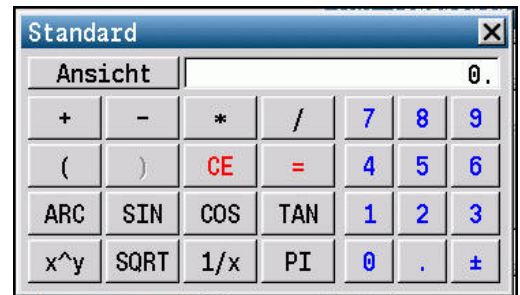 Standard
Ansicht 0.
+ - * / 7 8 9
( ) CE = 4 5 6
ARC SIN COS TAN 1 2 3
x^y SQRT 1/x PI 0 . ±